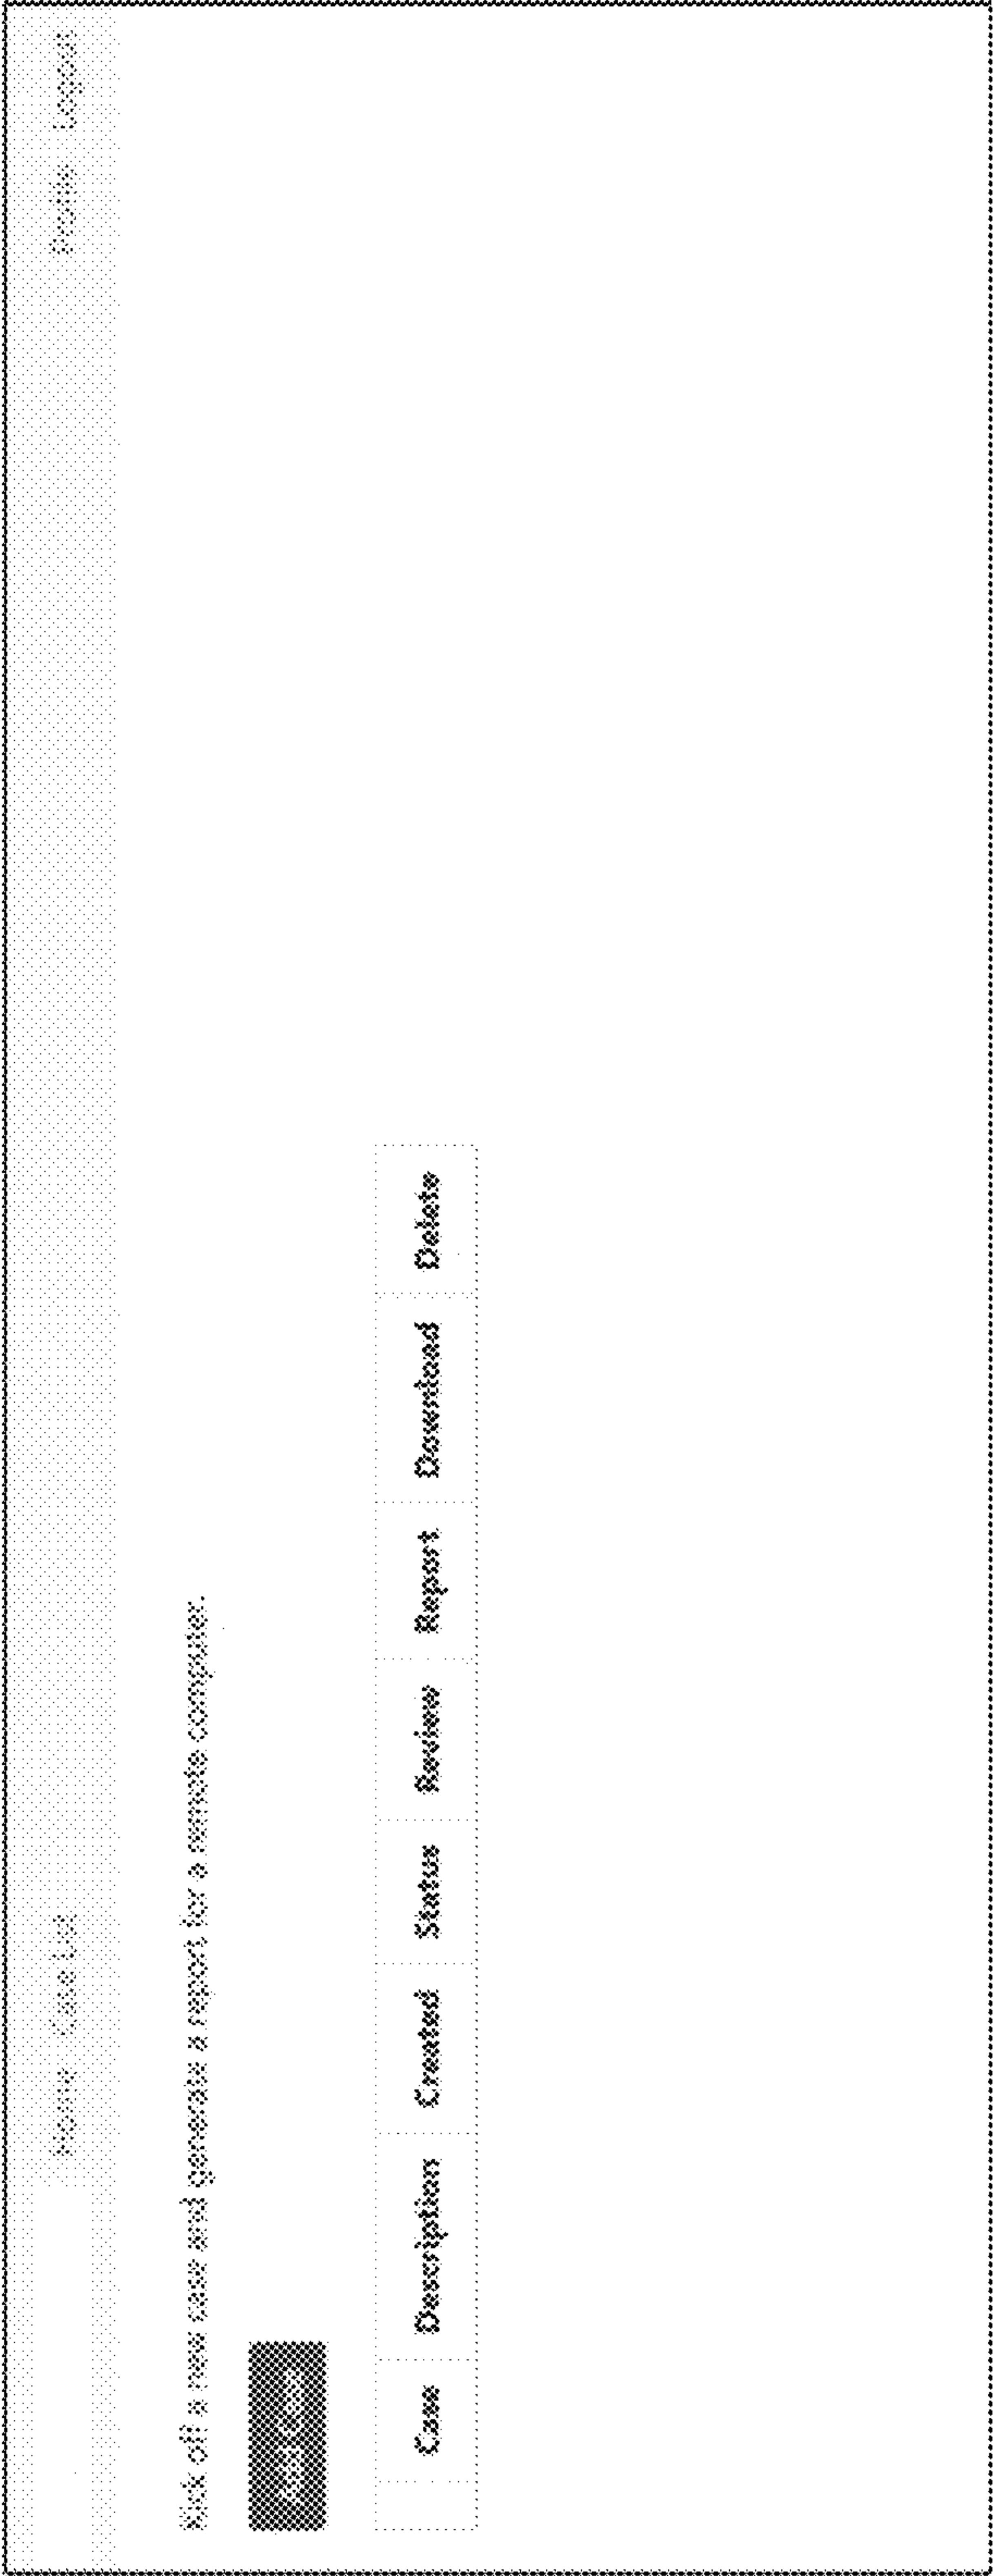 Home Case List Profile Logout
Kick off a new case and generate a report for a remote computer.
Case Description Created Status Review Report Download Delete